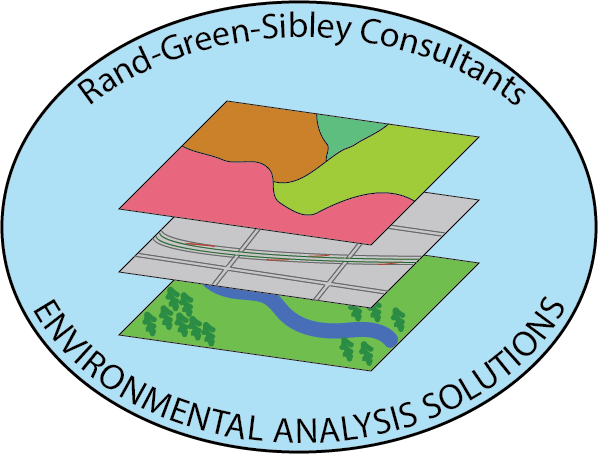 Rand-Green-Sibley Consultants
ENVIRONMENTAL ANALYSIS SOLUTIONS